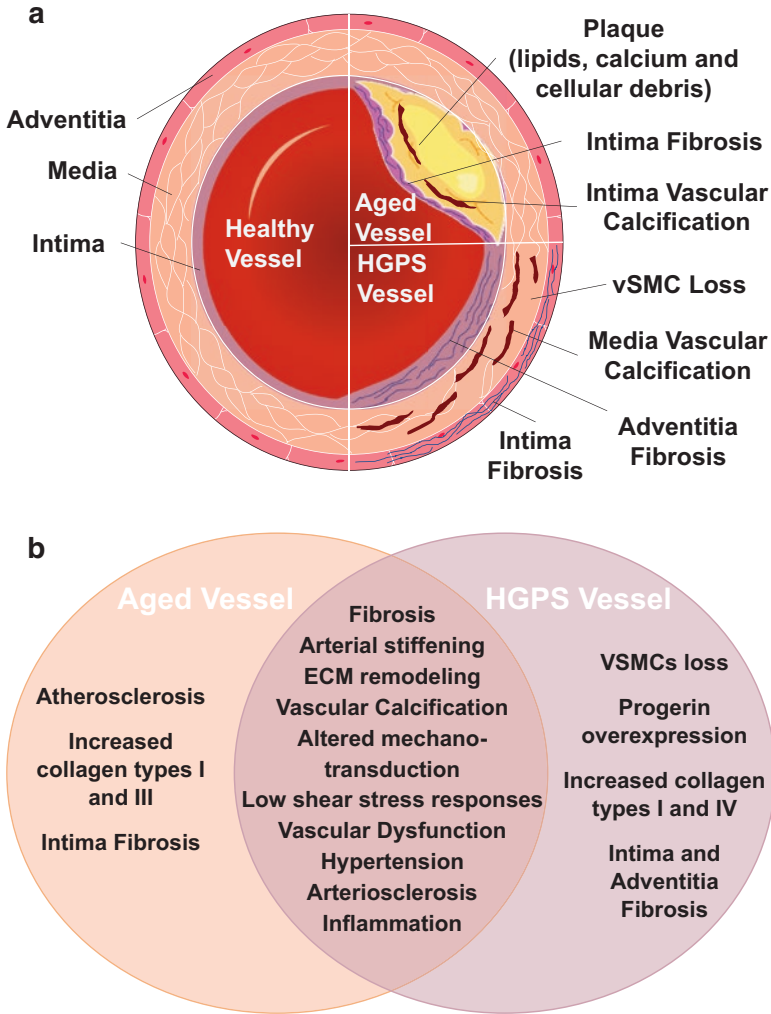 a
Plaque
(lipids, calcium and
cellular debris)
Adventitia
Media
Intima
Intima Fibrosis
Intima Vascular
Calcification
Healthy
Vessel
Aged
Vessel
HGPS
Vessel
vSMC Loss
Media Vascular
Calcification
Adventitia
Fibrosis
Intima
Fibrosis
b
Aged Vessel
HGPS Vessel
Atherosclerosis
Increased
collagen types I
and III
Intima Fibrosis
Fibrosis
Arterial stiffening
ECM remodeling
Vascular Calcification
Altered mechano-
transduction
Low shear stress responses
Vascular Dysfunction
Hypertension
Arteriosclerosis
Inflammation
VSMCs loss
Progerin
overexpression
Increased collagen
types I and IV
Intima and
Adventitia
Fibrosis